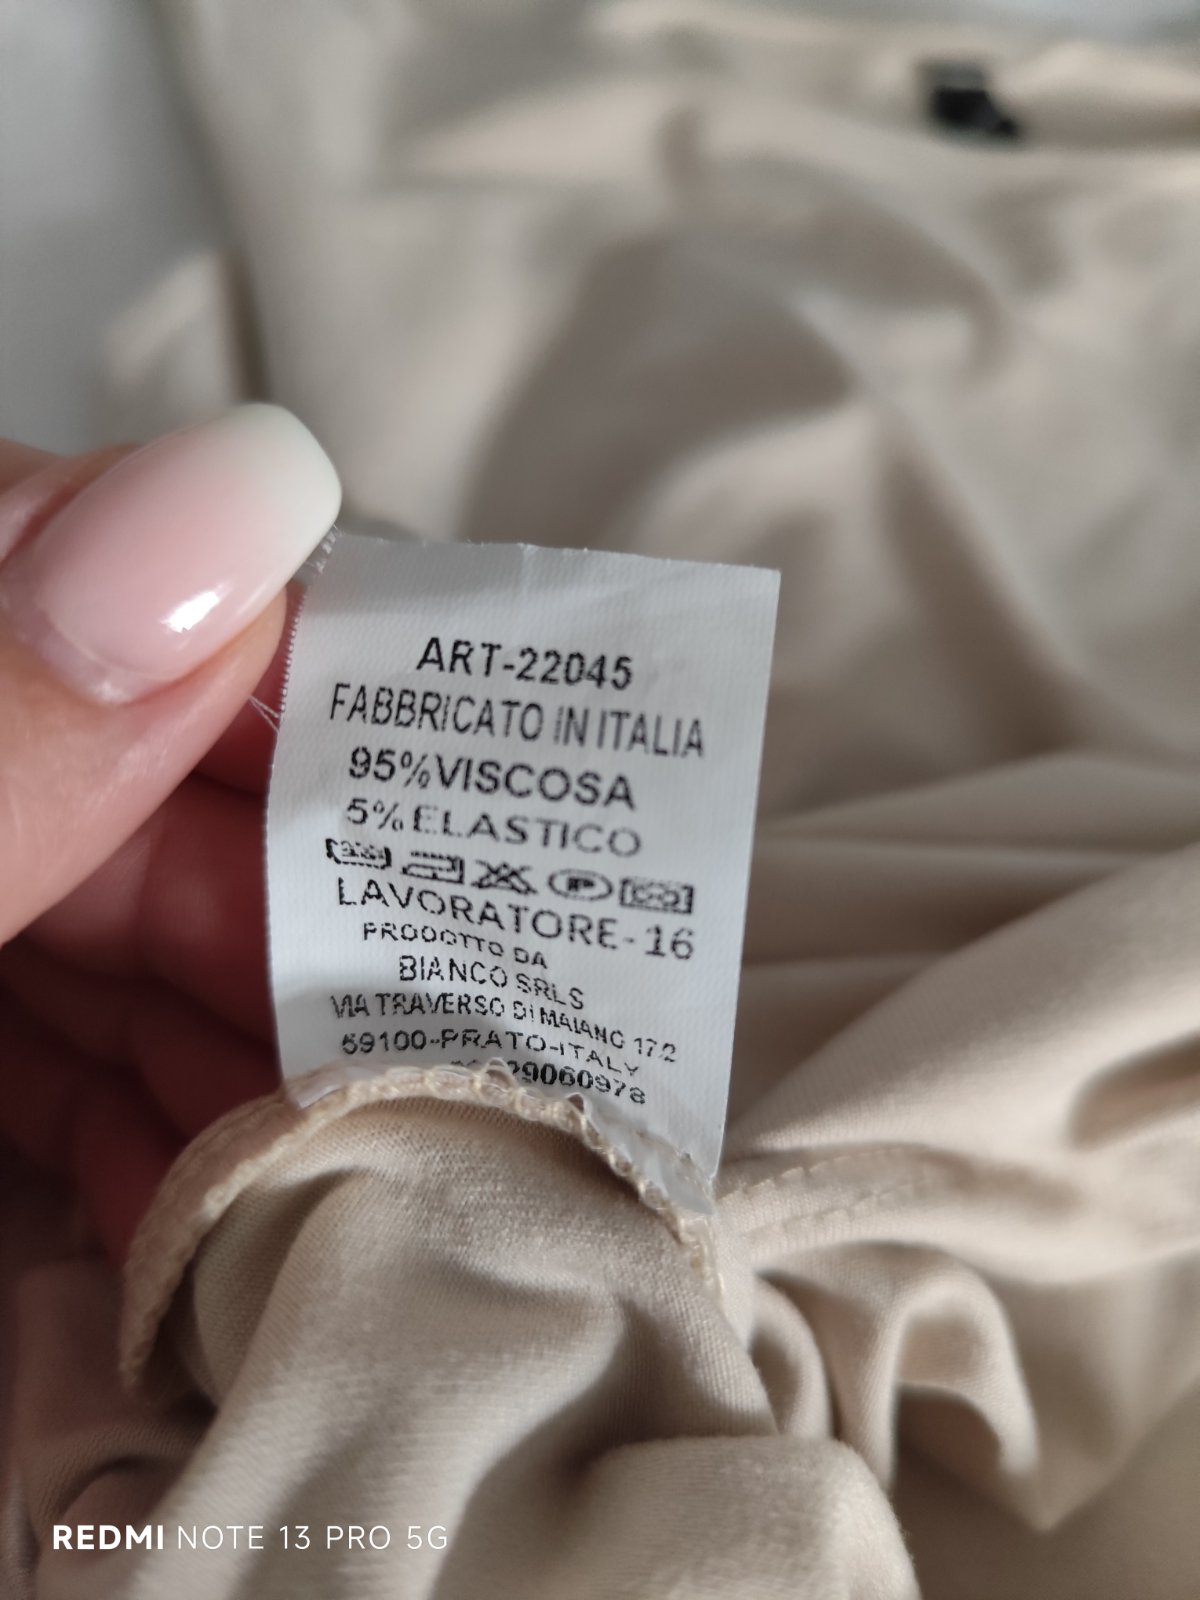 ART-22045
FABBRICATO IN ITALIA
95%VISCOSA
5%ELASTICO
LAVORATORE-16
PRODOTTO DA
BIANCO SRLS
VIA TRAVERSO DI MAIANO 17/2
59100-PRATO-ITALY
29060978
REDMI NOTE 13 PRO 5G